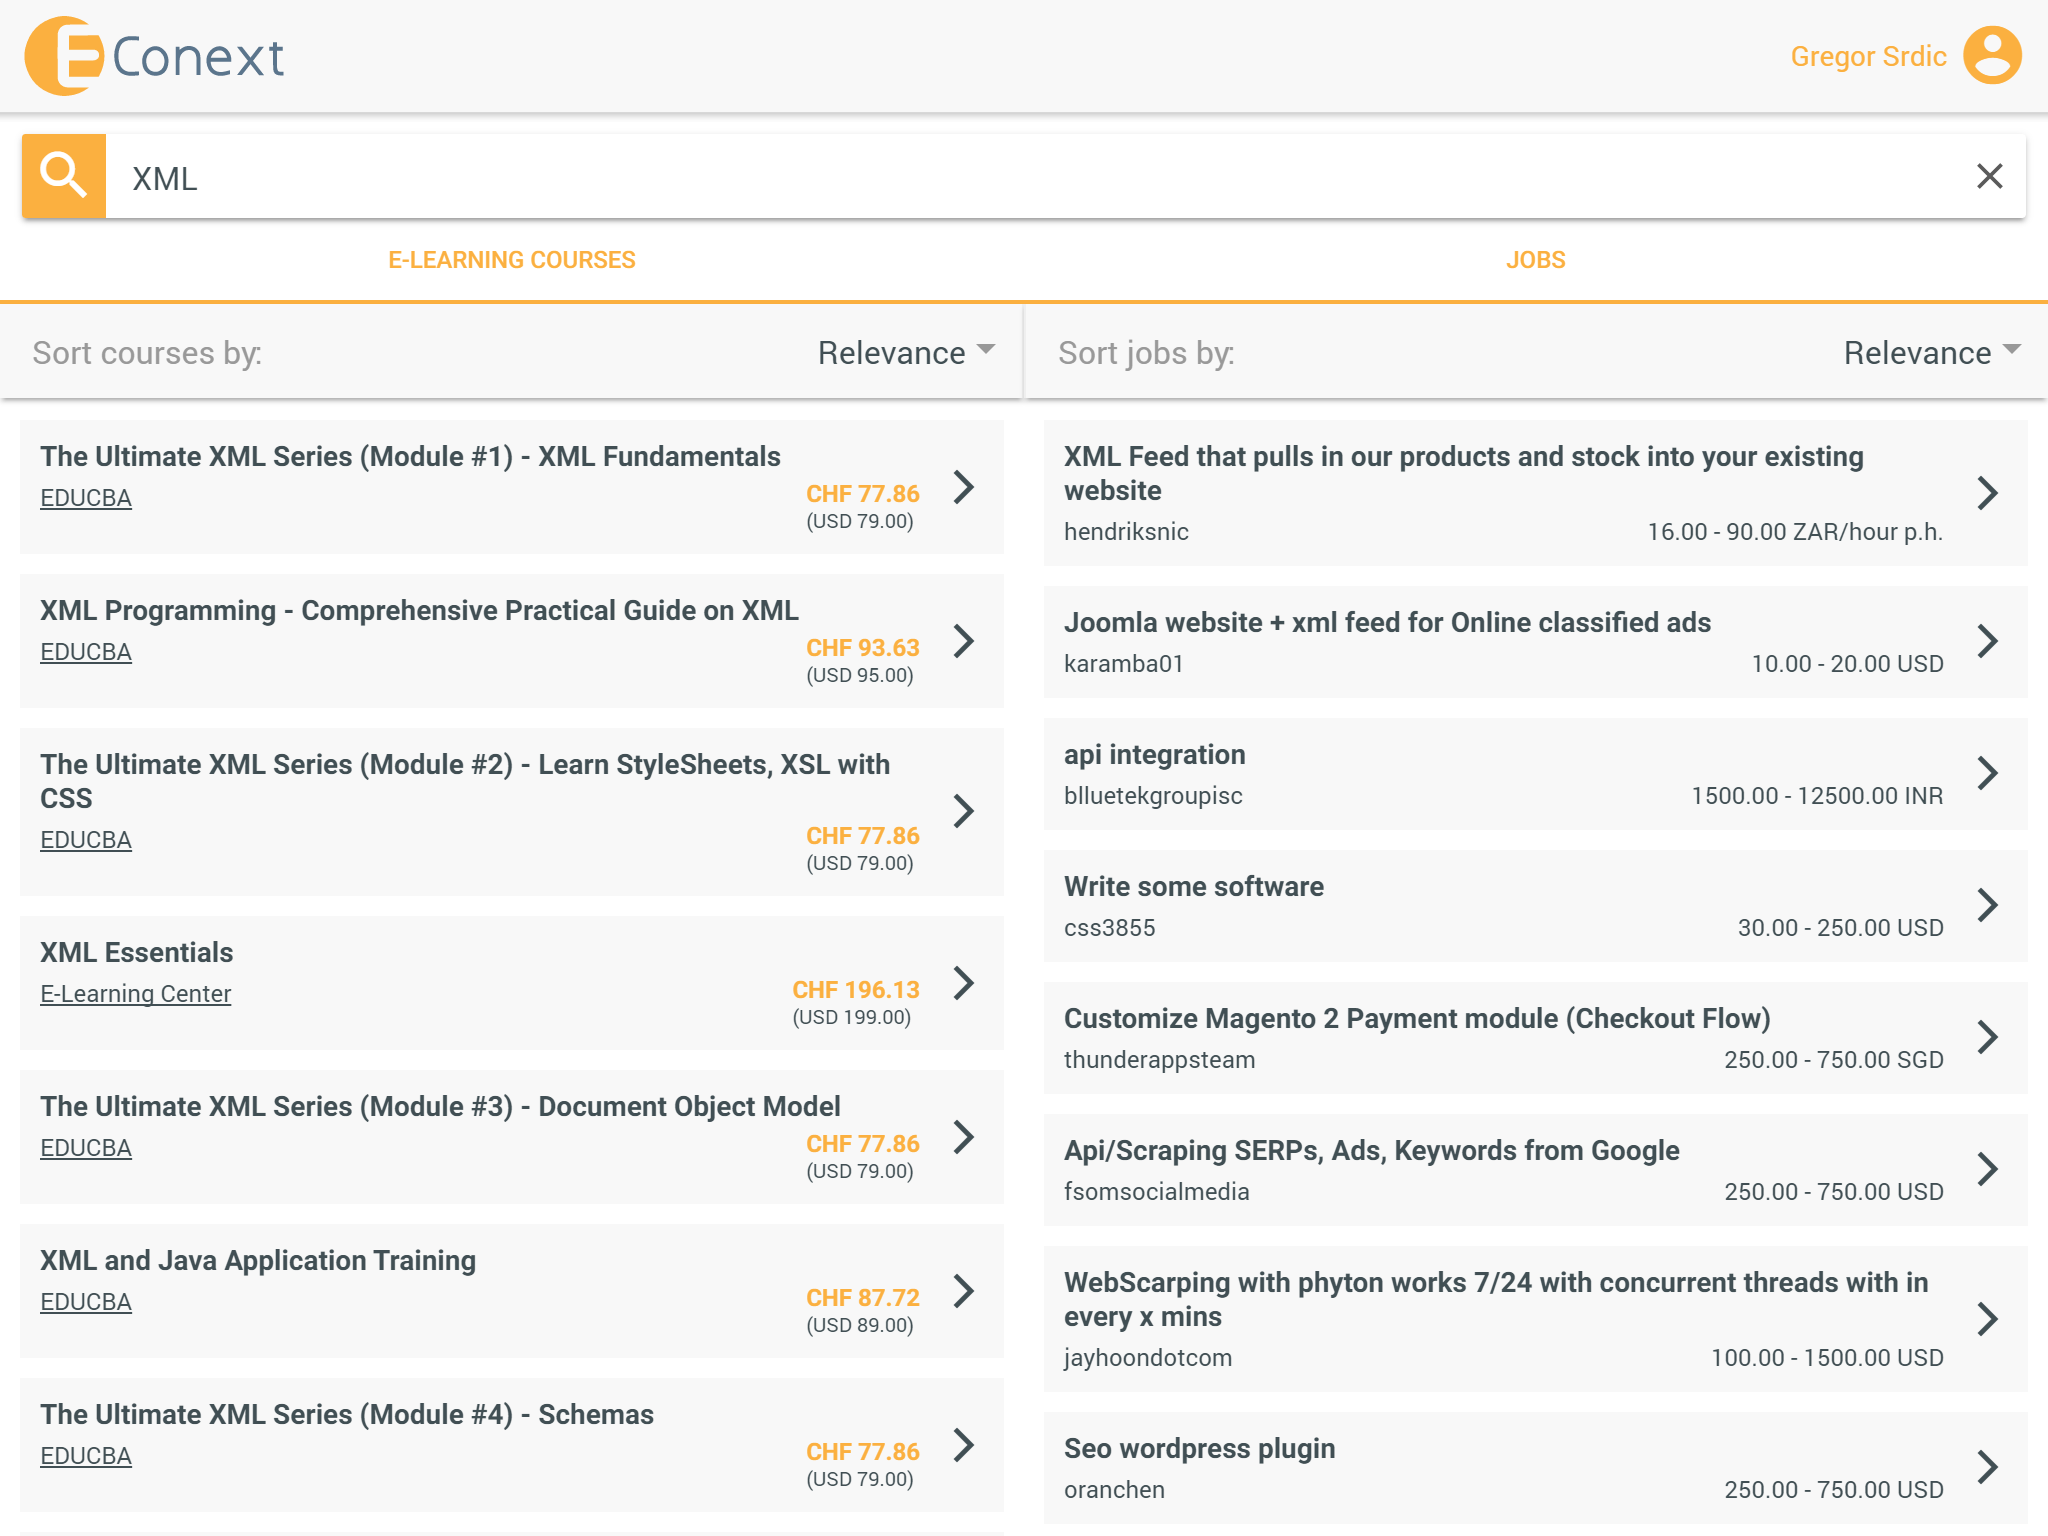 E Conext
Gregor Srdic
XML
E-LEARNING COURSES
JOBS
Sort courses by:
Relevance
Sort jobs by:
Relevance
The Ultimate XML Series (Module #1) - XML Fundamentals
EDUCBA
CHF 77.86
(USD 79.00)
XML Programming - Comprehensive Practical Guide on XML
EDUCBA
CHF 93.63
(USD 95.00)
The Ultimate XML Series (Module #2) - Learn StyleSheets, XSL with
CSS
EDUCBA
CHF 77.86
(USD 79.00)
XML Essentials
E-Learning Center
CHF 196.13
(USD 199.00)
The Ultimate XML Series (Module #3) - Document Object Model
EDUCBA
CHF 77.86
(USD 79.00)
XML and Java Application Training
EDUCBA
CHF 87.72
(USD 89.00)
The Ultimate XML Series (Module #4) - Schemas
EDUCBA
CHF 77.86
(USD 79.00)
XML Feed that pulls in our products and stock into your existing
website
hendriksnic
16.00 - 90.00 ZAR/hour p.h.
Joomla website + xml feed for Online classified ads
karamba01
10.00 - 20.00 USD
api integration
blluetekgroupisc
1500.00 - 12500.00 INR
Write some software
css3855
30.00 - 250.00 USD
Customize Magento 2 Payment module (Checkout Flow)
thunderappsteam
250.00 - 750.00 SGD
Api/Scraping SERPs, Ads, Keywords from Google
fsomsocialmedia
250.00 - 750.00 USD
WebScarping with phyton works 7/24 with concurrent threads with in
every x mins
jayhoondotcom
100.00 - 1500.00 USD
Seo wordpress plugin
oranchen
250.00 - 750.00 USD